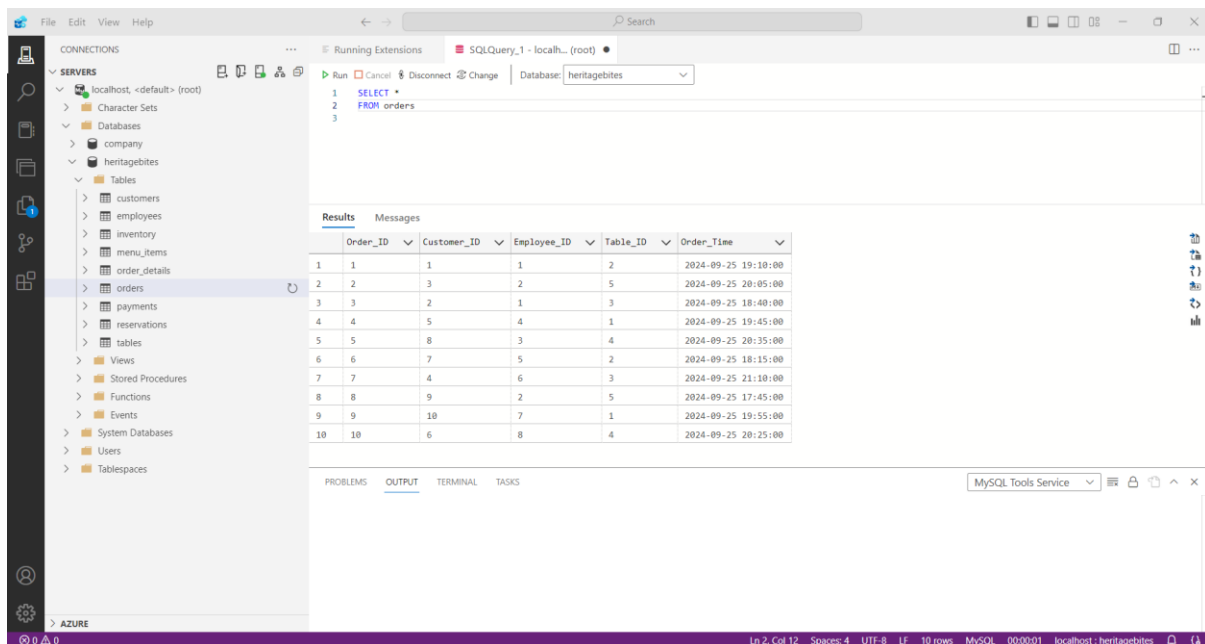 File Edit View Help
Search
CONNECTIONS
SERVERS
localhost, <default> (root)
Character Sets
Databases
company
heritagebites
Tables
customers
employees
inventory
menu_items
order_details
orders
payments
reservations
tables
Views
Stored Procedures
Functions
Events
System Databases
Users
Tablespaces
AZURE
1
Running Extensions SQLQuery_1 - localh... (root)
Run Cancel Disconnect Change Database: heritagebites
1 SELECT *
2 FROM orders
3
Results Messages
Order_ID Customer_ID Employee_ID Table_ID Order_Time
1 1 1 1 2 2024-09-25 19:10:00
2 2 3 2 5 2024-09-25 20:05:00
3 3 2 1 3 2024-09-25 18:40:00
4 4 5 4 1 2024-09-25 19:45:00
5 5 8 3 4 2024-09-25 20:35:00
6 6 7 5 2 2024-09-25 18:15:00
7 7 4 6 3 2024-09-25 21:10:00
8 8 9 2 5 2024-09-25 17:45:00
9 9 10 7 1 2024-09-25 19:55:00
10 10 6 8 4 2024-09-25 20:25:00
PROBLEMS OUTPUT TERMINAL TASKS MySQL Tools Service
0 0 Ln 2, Col 12 Spaces: 4 UTF-8 LF 10 rows MySQL 00:00:01 localhost : heritagebites